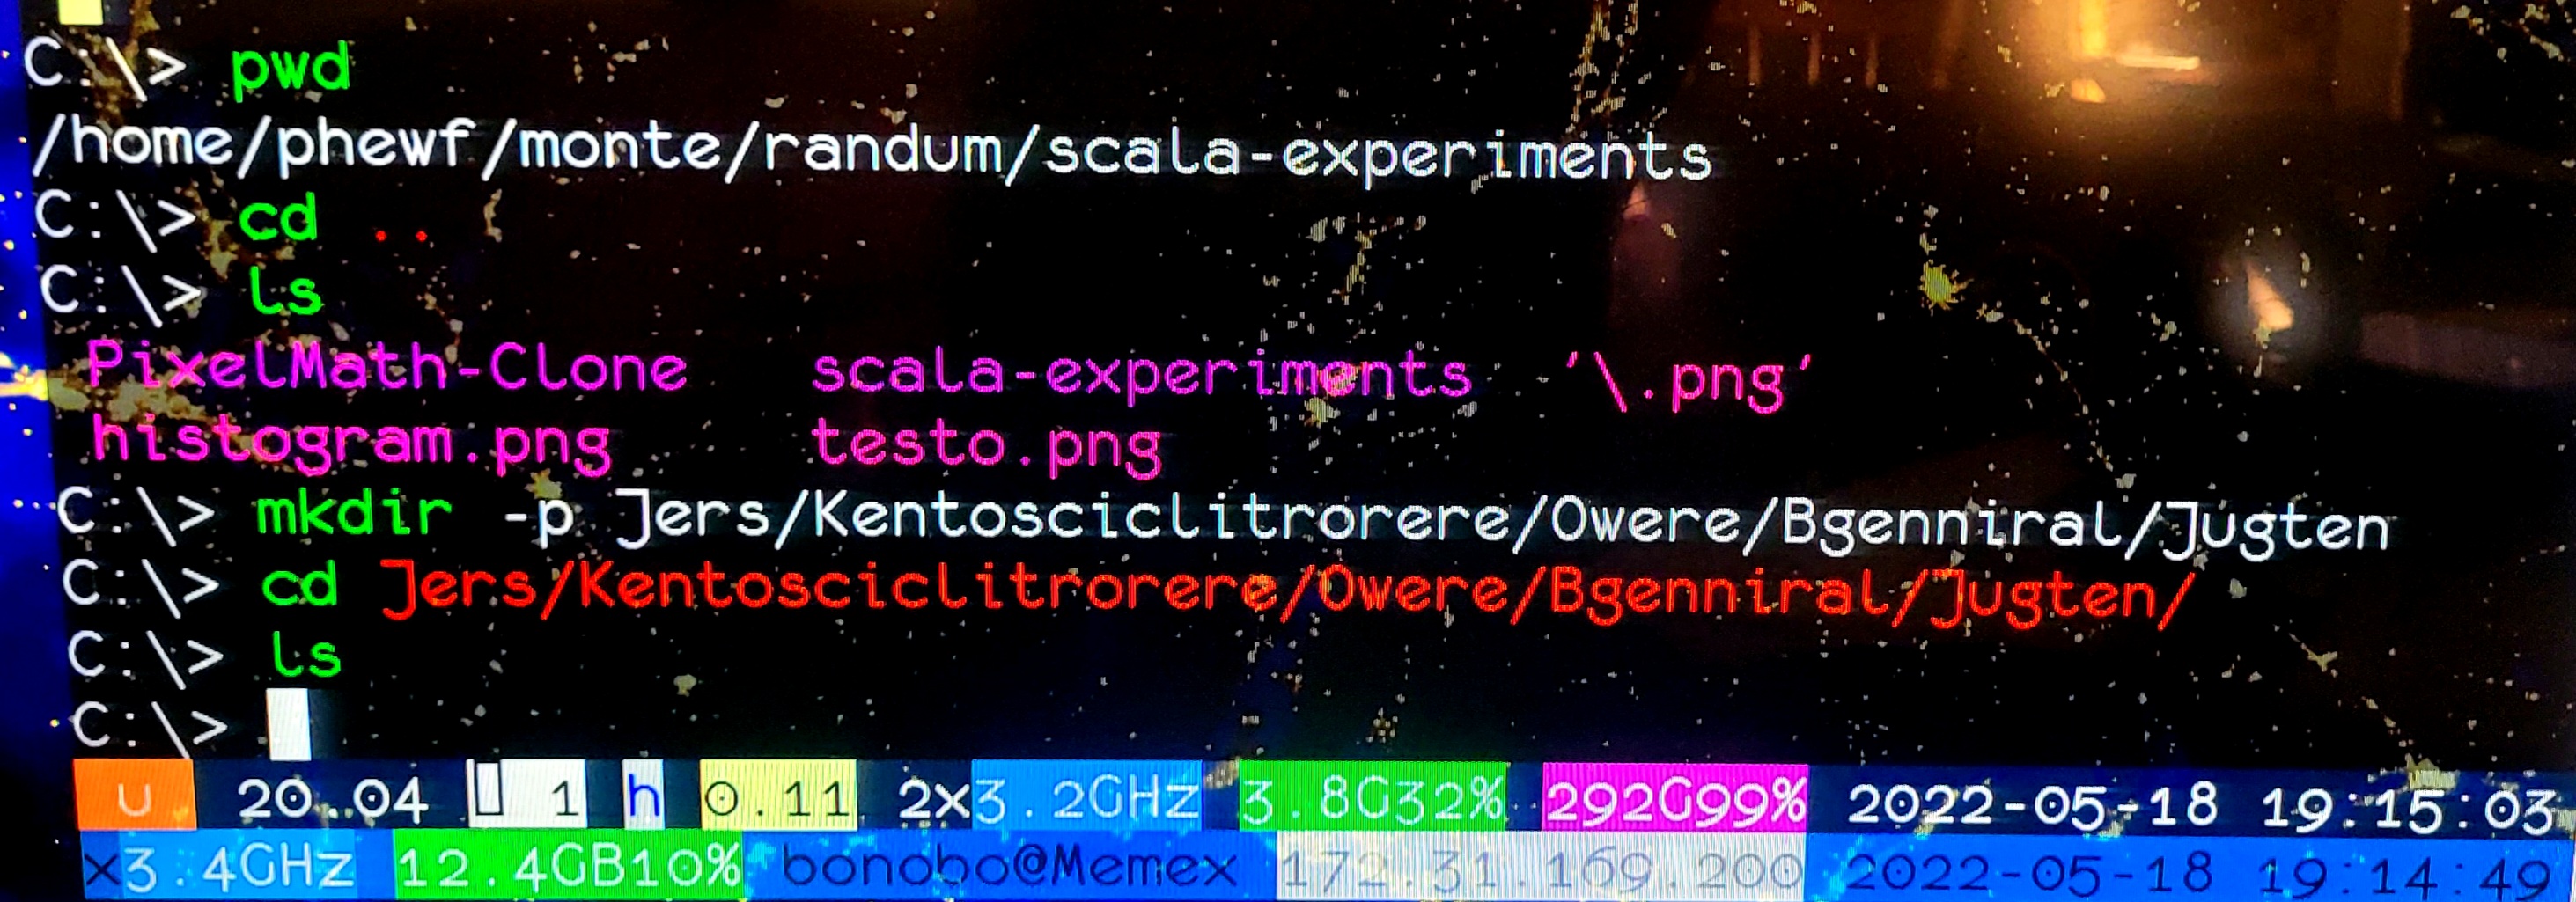 C:\> pwd
/home/phewf/monte/randum/scala-experiments
C:\> cd ..
C:\> ls
PixelMath-Clone scala-experiments '\.png'
histogram.png testo.png
C:\> mkdir -p Jers/Kentosciclitrorere/Owere/Bgenniral/Jugten
C:\> cd Jers/Kentosciclitrorere/Owere/Bgenniral/Jugten/
C:\> ls
C:\>
u 20.04 U 1 h 0.11 2x3.2GHz 3.8G32% 292G99% 2022-05-18 19:15:03
x3.4GHz 12.4GB10% bonobo@Memex 172.31.169.200 2022-05-18 19:14:49